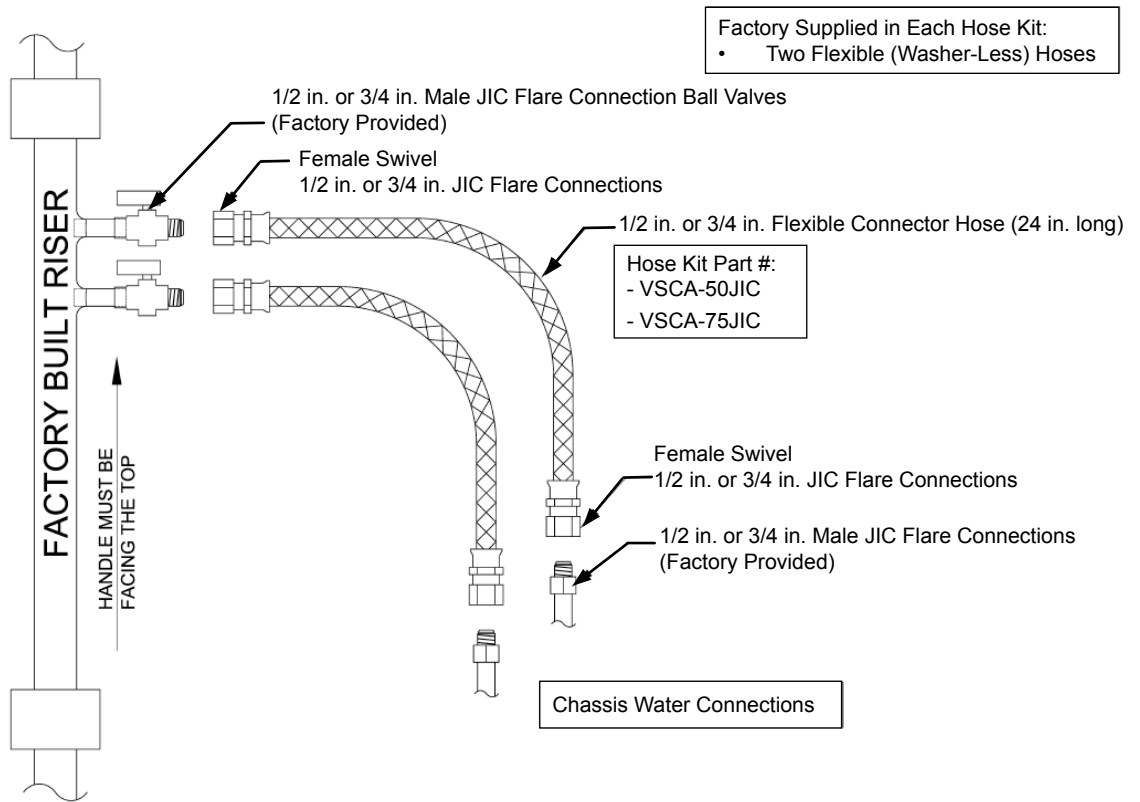 Factory Supplied in Each Hose Kit:
• Two Flexible (Washer-Less) Hoses
1/2 in. or 3/4 in. Male JIC Flare Connection Ball Valves
(Factory Provided)
Female Swivel
1/2 in. or 3/4 in. JIC Flare Connections
1/2 in. or 3/4 in. Flexible Connector Hose (24 in. long)
Hose Kit Part #:
- VSCA-50JIC
- VSCA-75JIC
FACTORY BUILT RISER
HANDLE MUST BE
FACING THE TOP
Female Swivel
1/2 in. or 3/4 in. JIC Flare Connections
1/2 in. or 3/4 in. Male JIC Flare Connections
(Factory Provided)
Chassis Water Connections